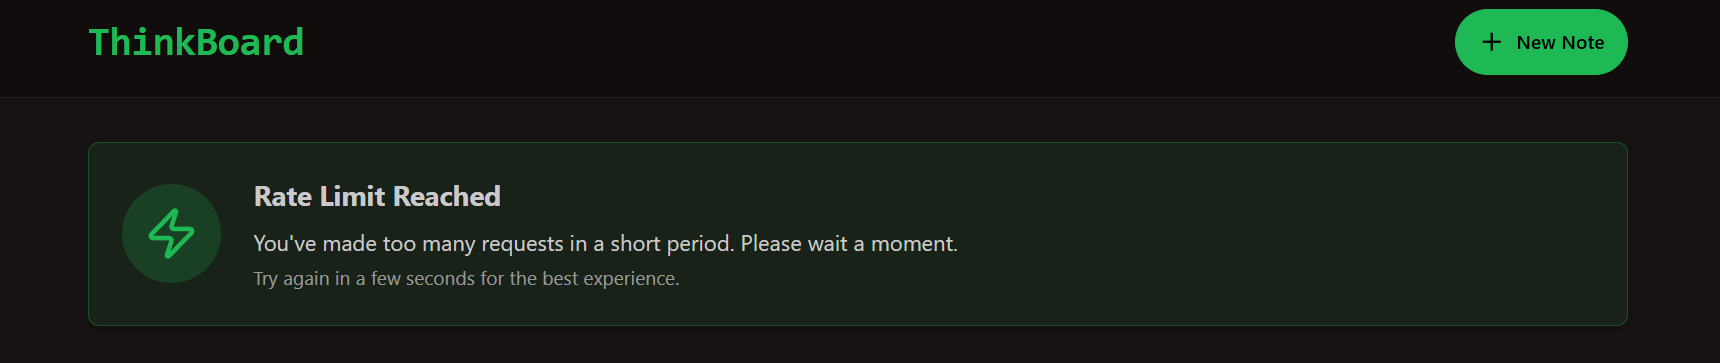 ThinkBoard
+ New Note
Rate Limit Reached
You've made too many requests in a short period. Please wait a moment.
Try again in a few seconds for the best experience.